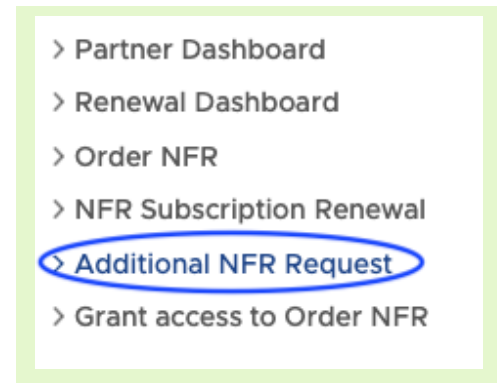 > Partner Dashboard
> Renewal Dashboard
> Order NFR
> NFR Subscription Renewal
> Additional NFR Request
> Grant access to Order NFR